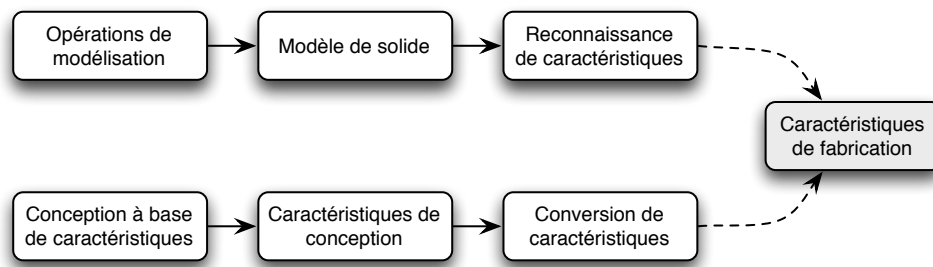 Opérations de
modélisation
Modèle de solide
Reconnaissance
de caractéristiques
Caractéristiques
de fabrication
Conception à base
de caractéristiques
Caractéristiques de
conception
Conversion de
caractéristiques